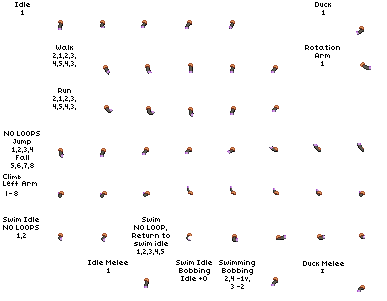 Idle
1
Duck
1
Walk
2,1,2,3,
4,5,4,3,
Rotation
Arm
1
Run
2,1,2,3,
4,5,4,3,
NO LOOPS
Jump
1,2,3,4
Fall
5,6,7,8
Climb
Left Arm
1-8
Swim Idle
NO LOOPS
1,2
Swim
NO LOOP,
Return to
swim idle
1,2,3,4,5
Swim Idle
Bobbing
Idle +0
Swimming
Bobbing
2,4 -1v,
3 -2
Idle Melee
1
Duck Melee
1